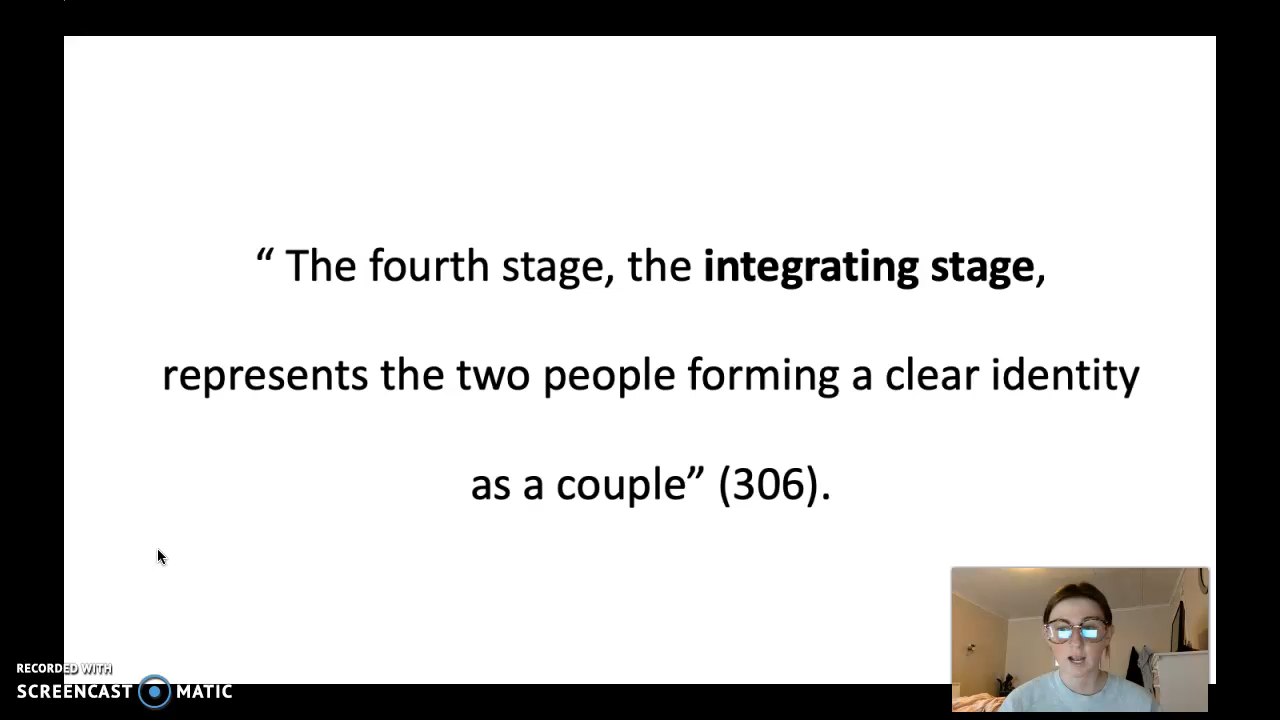 “ The fourth stage, the integrating stage,
represents the two people forming a clear identity
as a couple” (306).
RECORDED WITH
SCREENCAST MATIC